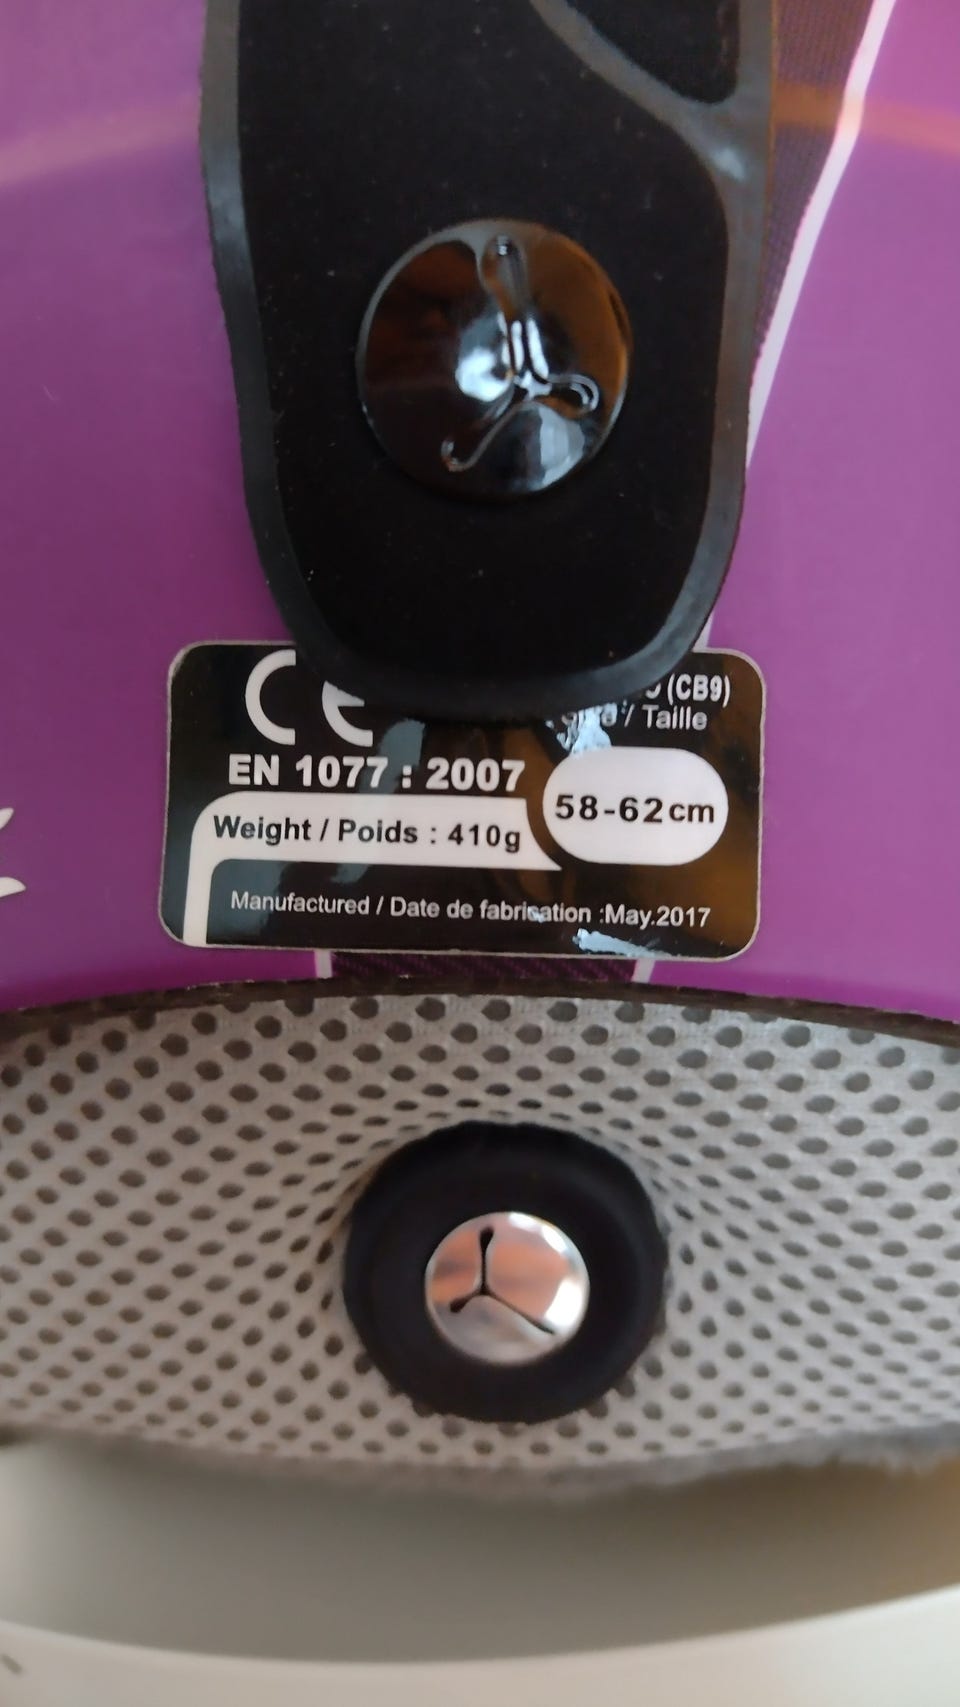 CE
(CB9)
/ Taille
EN 1077 : 2007
58-62cm
Weight / Poids : 410g
Manufactured / Date de fabrication :May.2017